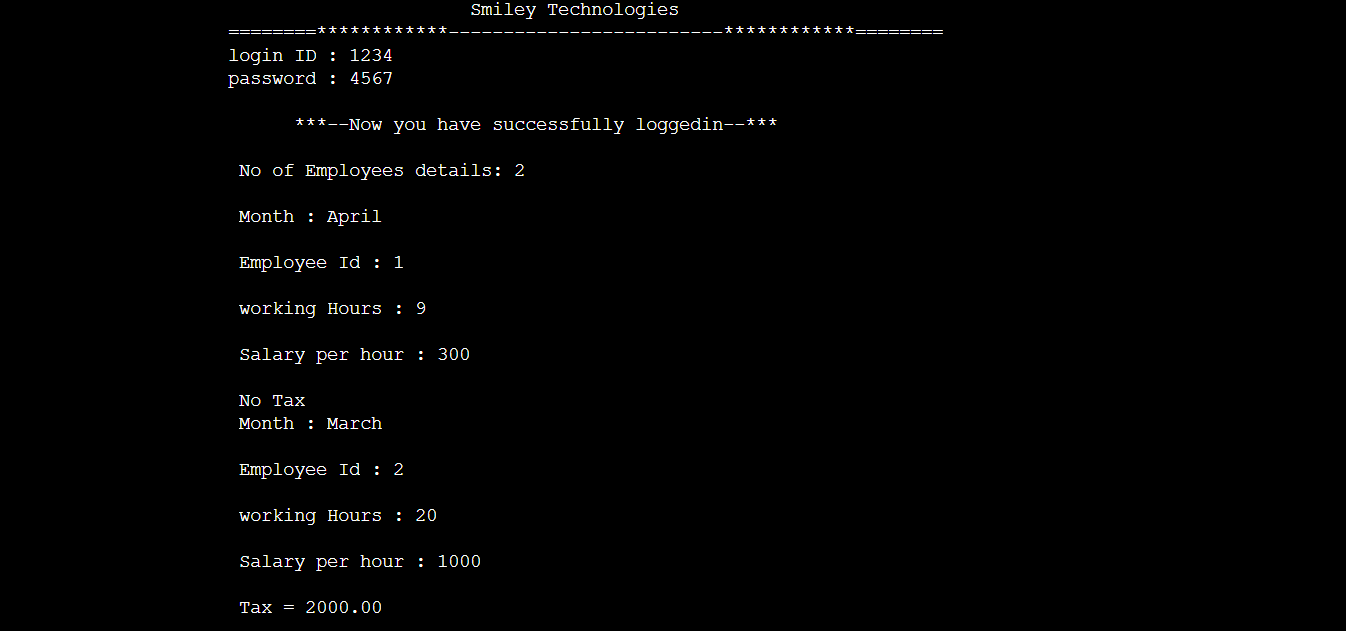 Smiley Technologies
========************-------------------------************========
login ID : 1234
password : 4567
***--Now you have successfully loggedin--***
No of Employees details: 2
Month : April
Employee Id : 1
working Hours : 9
Salary per hour : 300
No Tax
Month : March
Employee Id : 2
working Hours : 20
Salary per hour : 1000
Tax = 2000.00